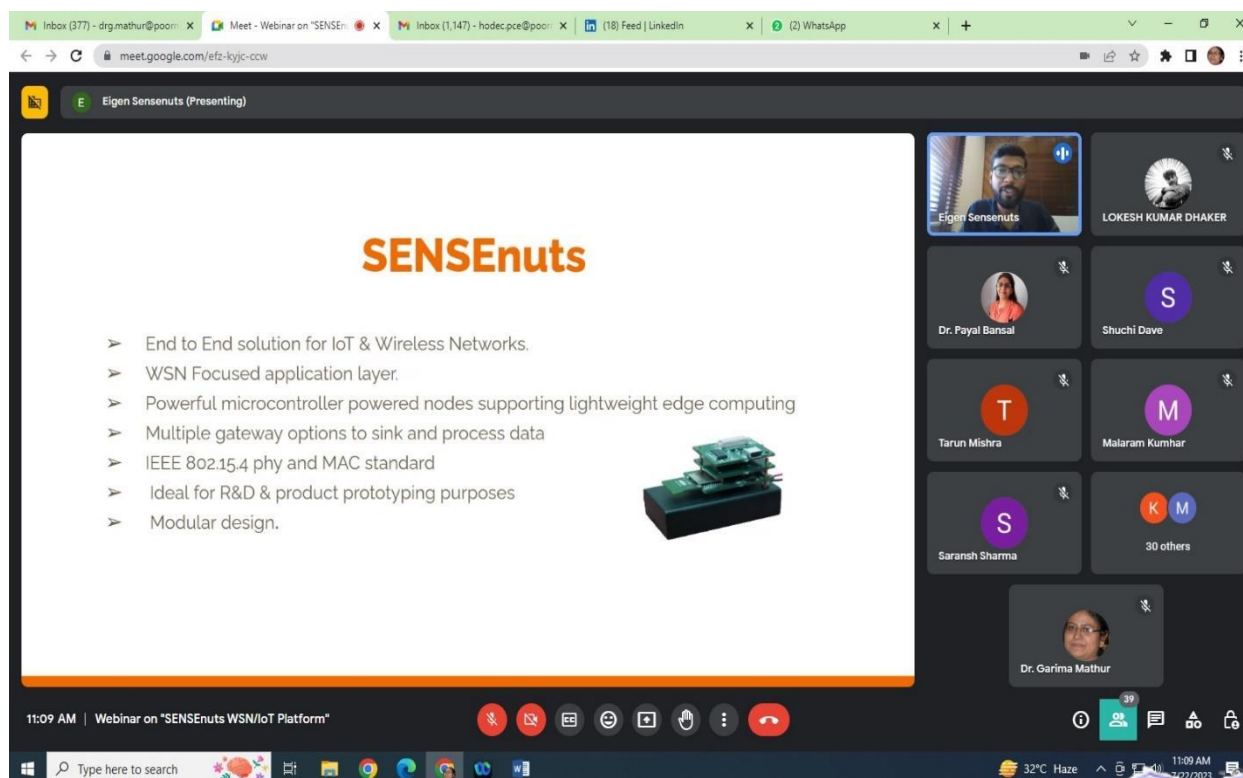 Inbox (377) - drg.mathur@poorn
Meet - Webinar on "SENSEn
Inbox (1,147) - hodec.pce@poor
(18) Feed | LinkedIn
(2) WhatsApp
meet.google.com/efz-kyjc-ccw
E Eigen Sensenuts (Presenting)
SENSEnuts
➢ End to End solution for IoT & Wireless Networks.
➢ WSN Focused application layer.
➢ Powerful microcontroller powered nodes supporting lightweight edge computing
➢ Multiple gateway options to sink and process data
➢ IEEE 802.15.4 phy and MAC standard
➢ Ideal for R&D & product prototyping purposes
➢ Modular design.
Eigen Sensenuts
LOKESH KUMAR DHAKER
Dr. Payal Bansal
S
Shuchi Dave
T
Tarun Mishra
M
Malaram Kumhar
S
Saransh Sharma
K M
30 others
Dr. Garima Mathur
11:09 AM | Webinar on "SENSEnuts WSN/IoT Platform"
39
Type here to search
32°C Haze
11:09 AM
7/22/2023